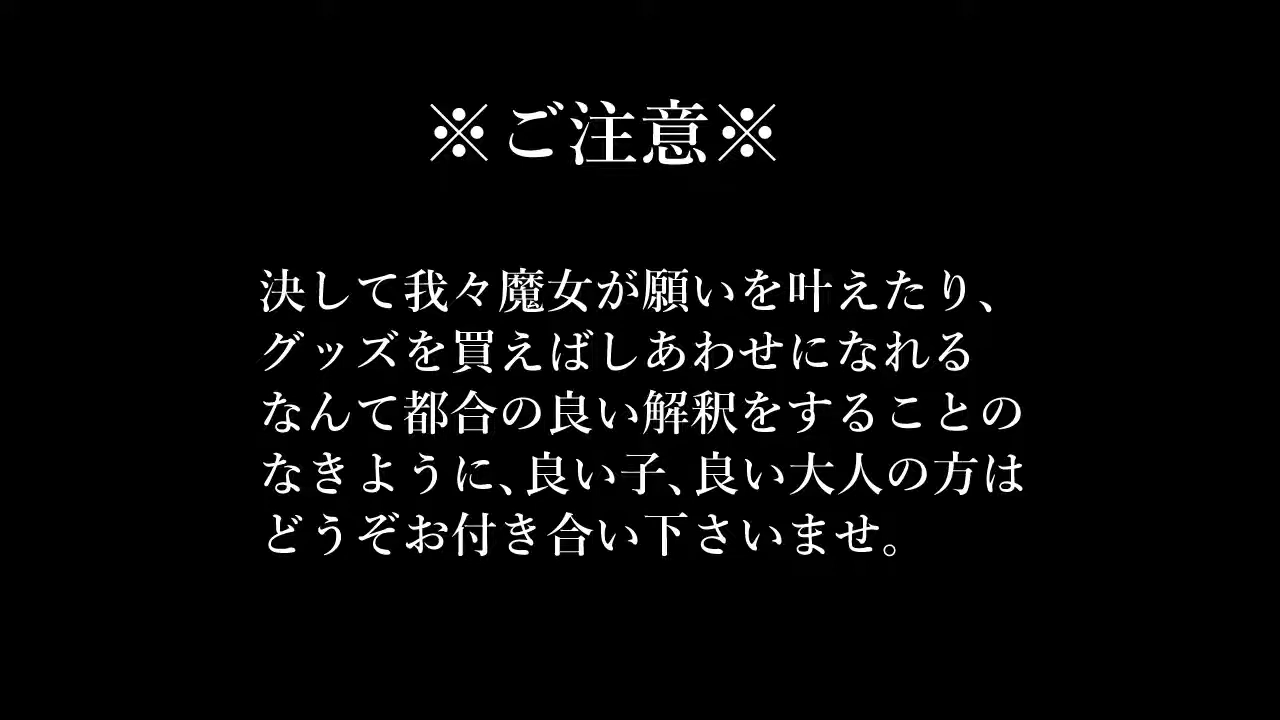 ※ご注意※
決して我々魔女が願いを叶えたり、
グッズを買えばしあわせになれる
なんて都合の良い解釈をすることの
なきように、良い子、良い大人の方は
どうぞお付き合い下さいませ。